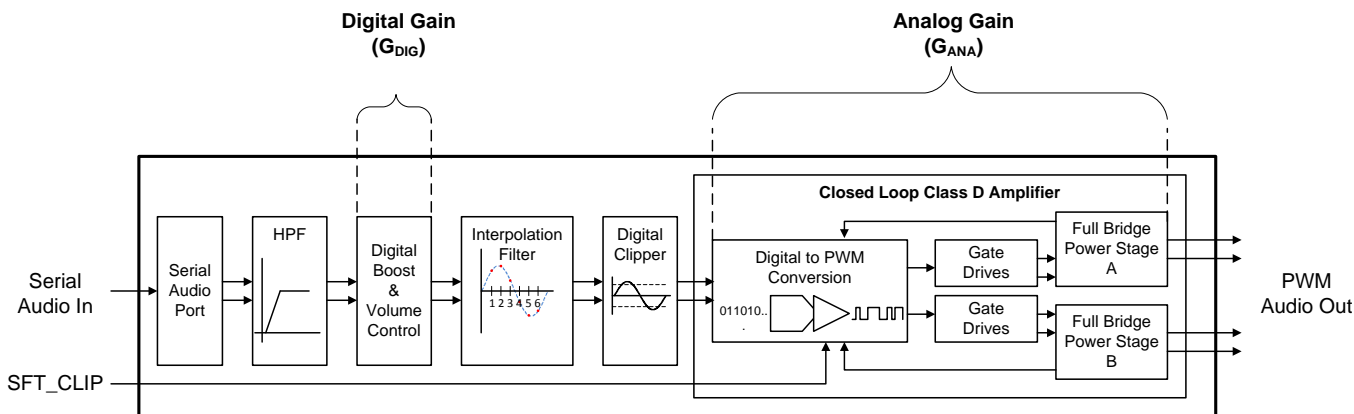 Digital Gain
(GDIG)
Analog Gain
(GANA)
Closed Loop Class D Amplifier
Serial
Audio In
Serial
Audio
Port
HPF
Digital
Boost
&
Volume
Control
Interpolation
Filter
1 2 3 4 5 6
Digital
Clipper
Digital to PWM
Conversion
011010..
.
Gate
Drives
Gate
Drives
Full Bridge
Power Stage
A
Full Bridge
Power Stage
B
PWM
Audio Out
SFT_CLIP